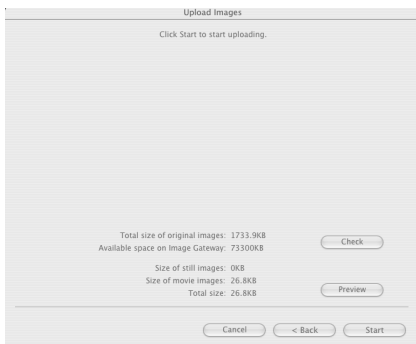 Upload Images
Click Start to start uploading.
Total size of original images: 1733.9KB
Available space on Image Gateway: 73300KB
Check
Size of still images: 0KB
Size of movie images: 26.8KB
Total size: 26.8KB
Preview
Cancel
< Back
Start